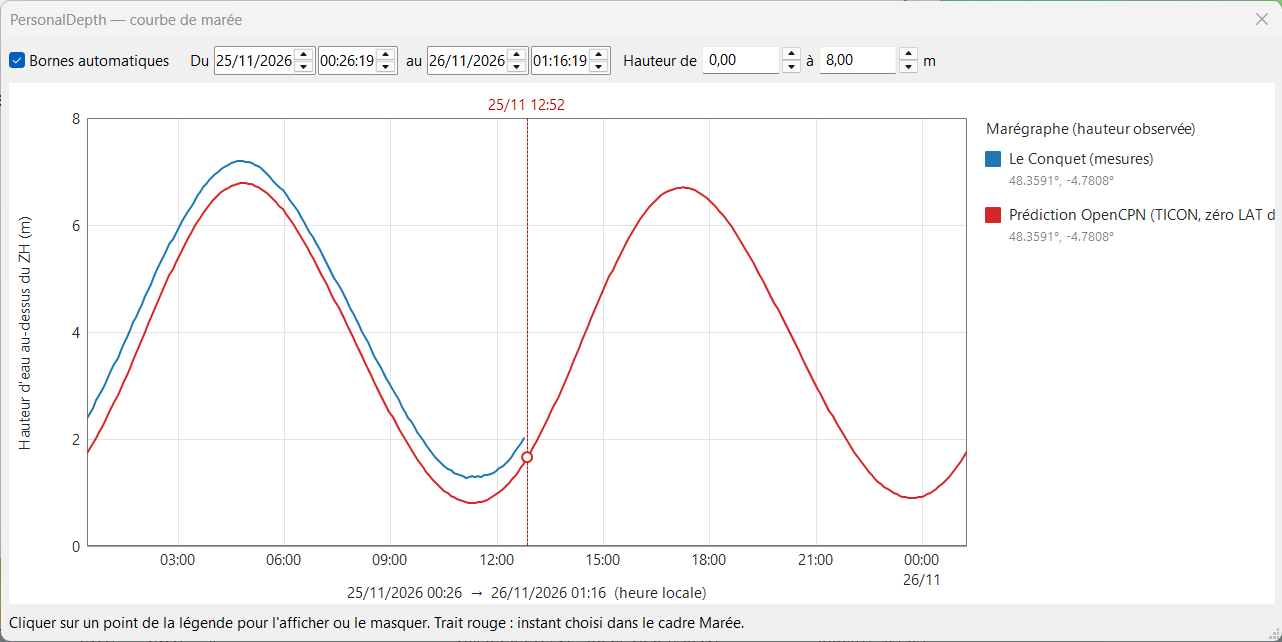 PersonalDepth — courbe de marée
Bornes automatiques Du 25/11/2026 00:26:19 au 26/11/2026 01:16:19 Hauteur de 0,00 à 8,00 m
25/11 12:52
8
6
4
2
0
Hauteur d'eau au-dessus du ZH (m)
03:00 06:00 09:00 12:00 15:00 18:00 21:00 00:00
26/11
25/11/2026 00:26 → 26/11/2026 01:16 (heure locale)
Marégraphe (hauteur observée)
Le Conquet (mesures)
48.3591°, -4.7808°
Prédiction OpenCPN (TICON, zéro LAT d
48.3591°, -4.7808°
Cliquer sur un point de la légende pour l'afficher ou le masquer. Trait rouge : instant choisi dans le cadre Marée.